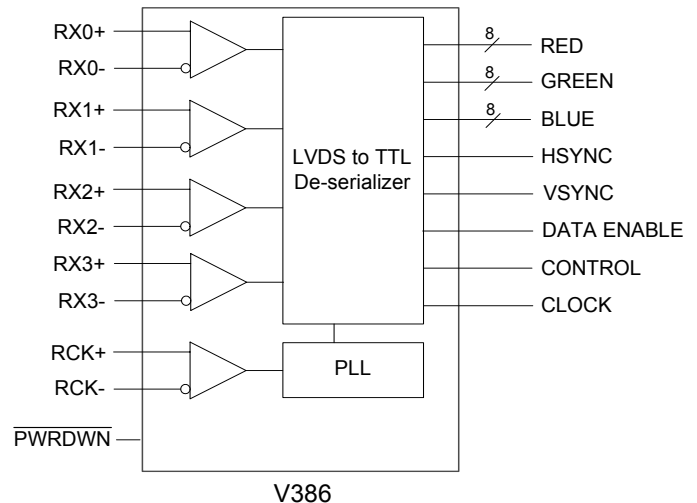 RX0+
RX0-
RX1+
RX1-
RX2+
RX2-
RX3+
RX3-
RCK+
RCK-
PWRDWN
LVDS to TTL
De-serializer
PLL
8
RED
8
GREEN
8
BLUE
HSYNC
VSYNC
DATA ENABLE
CONTROL
CLOCK
V386